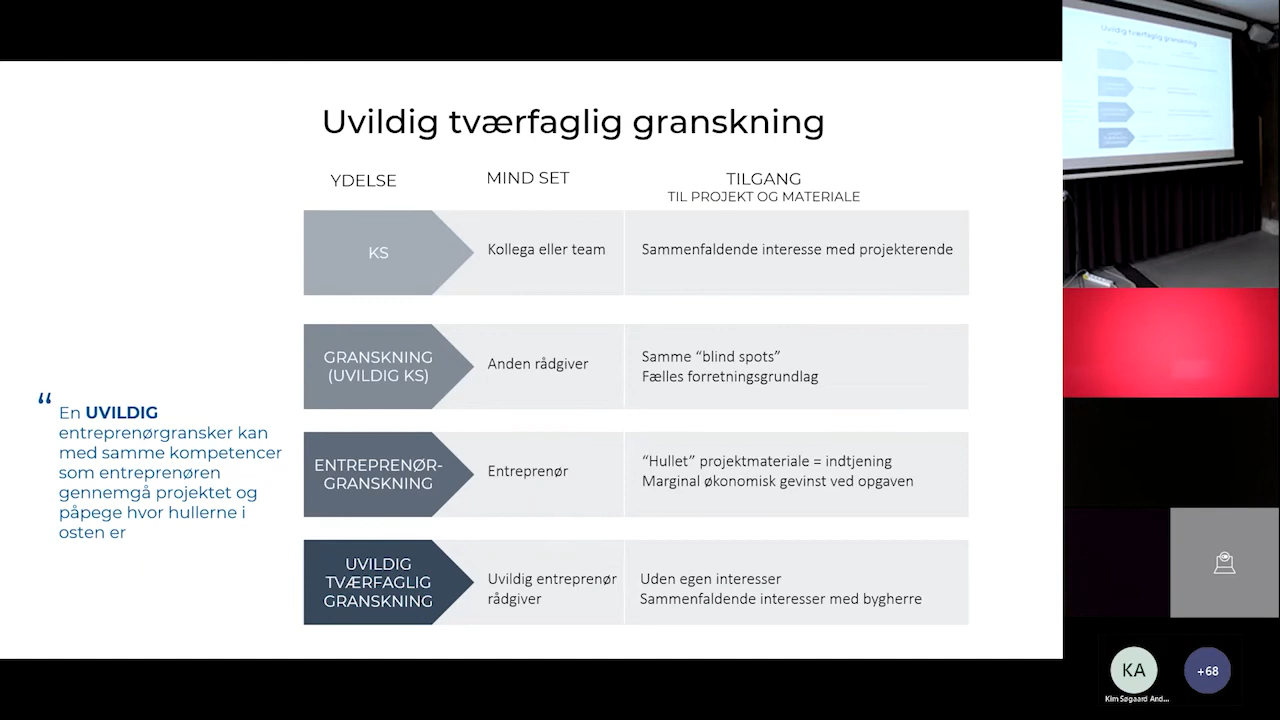 Uvildig tværfaglig granskning
YDELSE
MIND SET
TILGANG
TIL PROJEKT OG MATERIALE
KS
Kollega eller team
Sammenfaldende interesse med projekterende
GRANSKNING
(UVILDIG KS)
Anden rådgiver
Samme “blind spots”
Fælles forretningsgrundlag
“
En UVILDIG
entreprenørgransker kan
med samme kompetencer
som entreprenøren
gennemgå projektet og
påpege hvor hullerne i
osten er
ENTREPRENØR-
GRANSKNING
Entreprenør
“Hullet” projektmateriale = indtjening
Marginal økonomisk gevinst ved opgaven
UVILDIG
TVÆRFAGLIG
GRANSKNING
Uvildig entreprenør
rådgiver
Uden egen interesser
Sammenfaldende interesser med bygherre
Uvildig tværfaglig granskning
KA
+68
Kim Søgaard And...